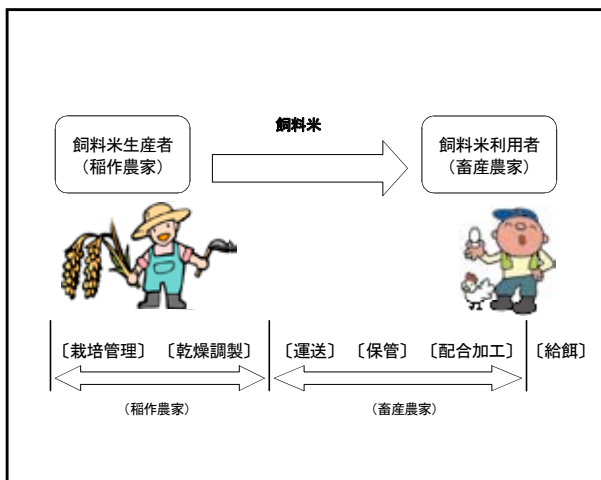 飼料米
飼料米生産者
（稲作農家）
飼料米利用者
（畜産農家）
〔栽培管理〕 〔乾燥調製〕 〔運送〕 〔保管〕 〔配合加工〕 〔給餌〕
（稲作農家） （畜産農家）